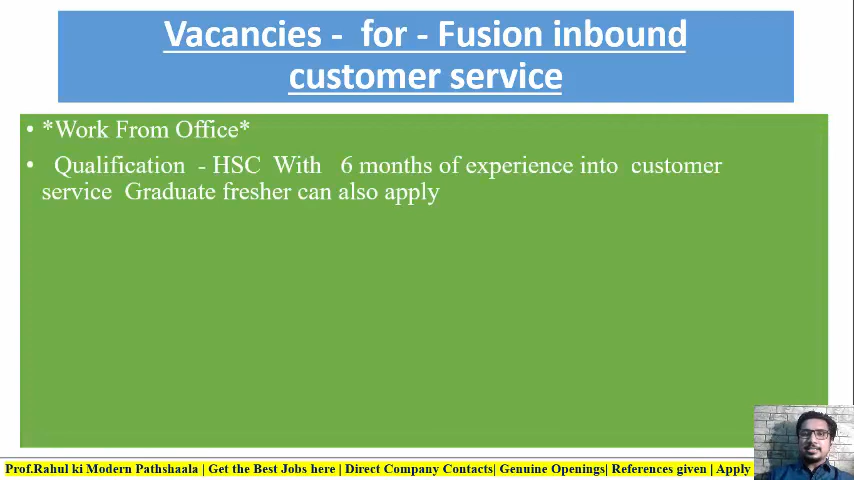 Vacancies - for - Fusion inbound
customer service
• *Work From Office*
• Qualification - HSC With 6 months of experience into customer
service Graduate fresher can also apply
Prof.Rahul ki Modern Pathshaala | Get the Best Jobs here | Direct Company Contacts| Genuine Openings| References given | Apply